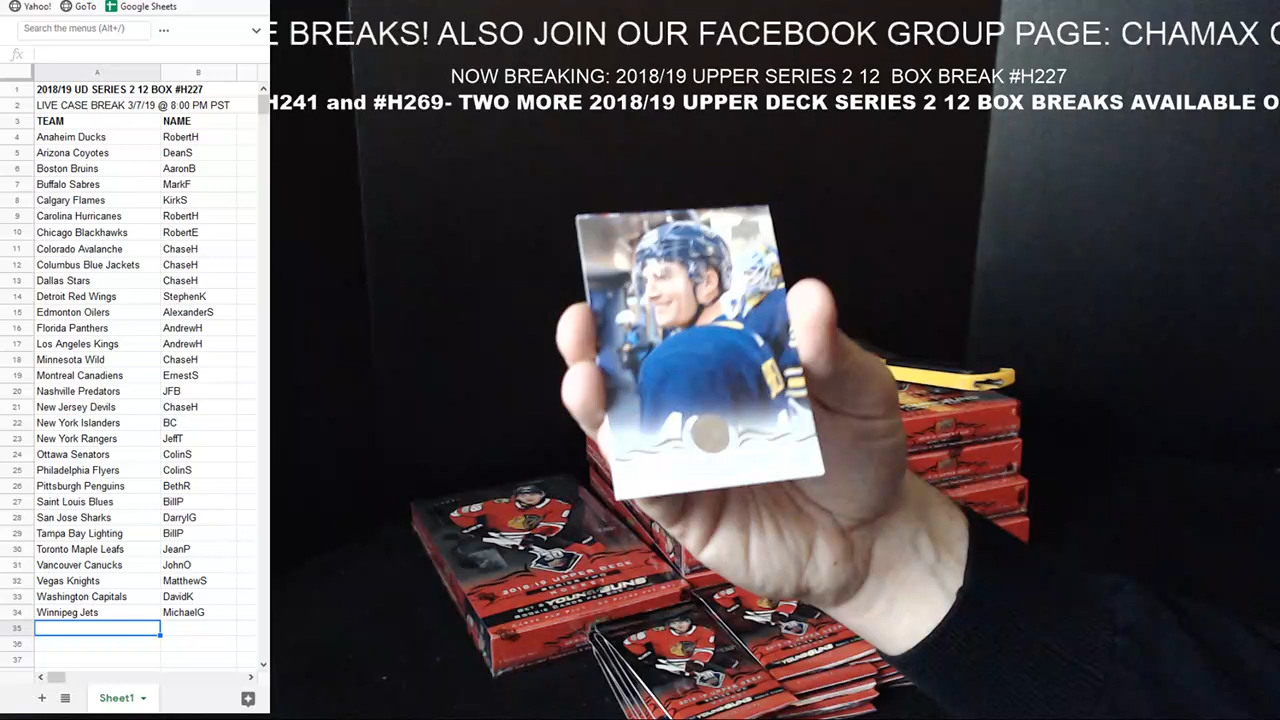 Yahoo! GoTo Google Sheets
Search the menus (Alt+/)
fx
A B
1 2018/19 UD SERIES 2 12 BOX #H227
2 LIVE CASE BREAK 3/7/19 @ 8:00 PM PST
3 TEAM NAME
4 Anaheim Ducks RobertH
5 Arizona Coyotes DeanS
6 Boston Bruins AaronB
7 Buffalo Sabres MarkF
8 Calgary Flames KirkS
9 Carolina Hurricanes RobertH
10 Chicago Blackhawks RobertE
11 Colorado Avalanche ChaseH
12 Columbus Blue Jackets ChaseH
13 Dallas Stars ChaseH
14 Detroit Red Wings StephenK
15 Edmonton Oilers AlexanderS
16 Florida Panthers AndrewH
17 Los Angeles Kings AndrewH
18 Minnesota Wild ChaseH
19 Montreal Canadiens ErnestS
20 Nashville Predators JFB
21 New Jersey Devils ChaseH
22 New York Islanders BC
23 New York Rangers JeffT
24 Ottawa Senators ColinS
25 Philadelphia Flyers ColinS
26 Pittsburgh Penguins BethR
27 Saint Louis Blues BillP
28 San Jose Sharks DarrylG
29 Tampa Bay Lighting BillP
30 Toronto Maple Leafs JeanP
31 Vancouver Canucks JohnO
32 Vegas Knights MatthewS
33 Washington Capitals DavidK
34 Winnipeg Jets MichaelG
35
36
37
Sheet1
E BREAKS! ALSO JOIN OUR FACEBOOK GROUP PAGE: CHAMAX C
NOW BREAKING: 2018/19 UPPER SERIES 2 12 BOX BREAK #H227
H241 and #H269- TWO MORE 2018/19 UPPER DECK SERIES 2 12 BOX BREAKS AVAILABLE O
2018-19 UPPER DECK
SERIES TWO
HOCKEY
YOUNG GUNS